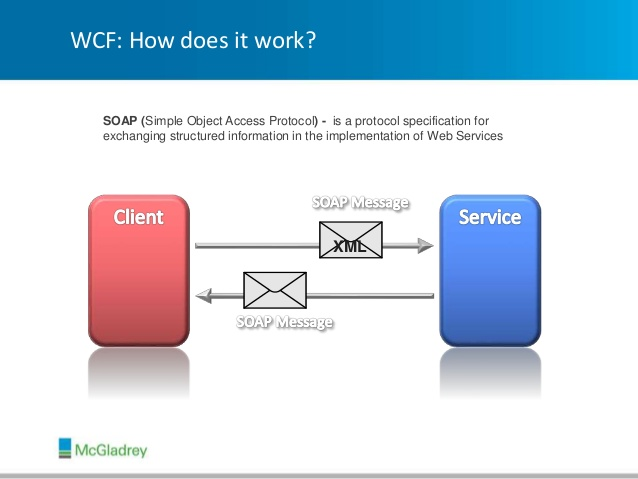 WCF: How does it work?
SOAP (Simple Object Access Protocol) - is a protocol specification for
exchanging structured information in the implementation of Web Services
SOAP Message
Client
Service
XML
SOAP Message
McGladrey